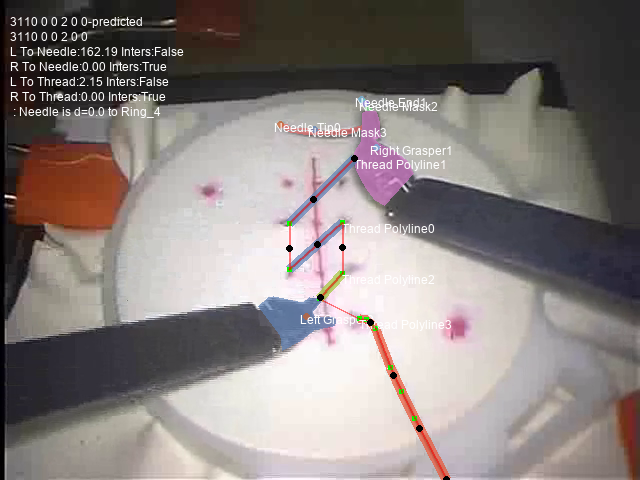 3110 0 0 2 0 0-predicted
3110 0 0 2 0 0
L To Needle:162.19 Inters:False
R To Needle:0.00 Inters:True
L To Thread:2.15 Inters:False
R To Thread:0.00 Inters:True
: Needle is d=0.0 to Ring_4
Needle End1
Needle Mask2
Needle Tip0
Needle Mask3
Right Grasper1
Thread Polyline1
Thread Polyline0
Thread Polyline2
Left Grasper
Thread Polyline3